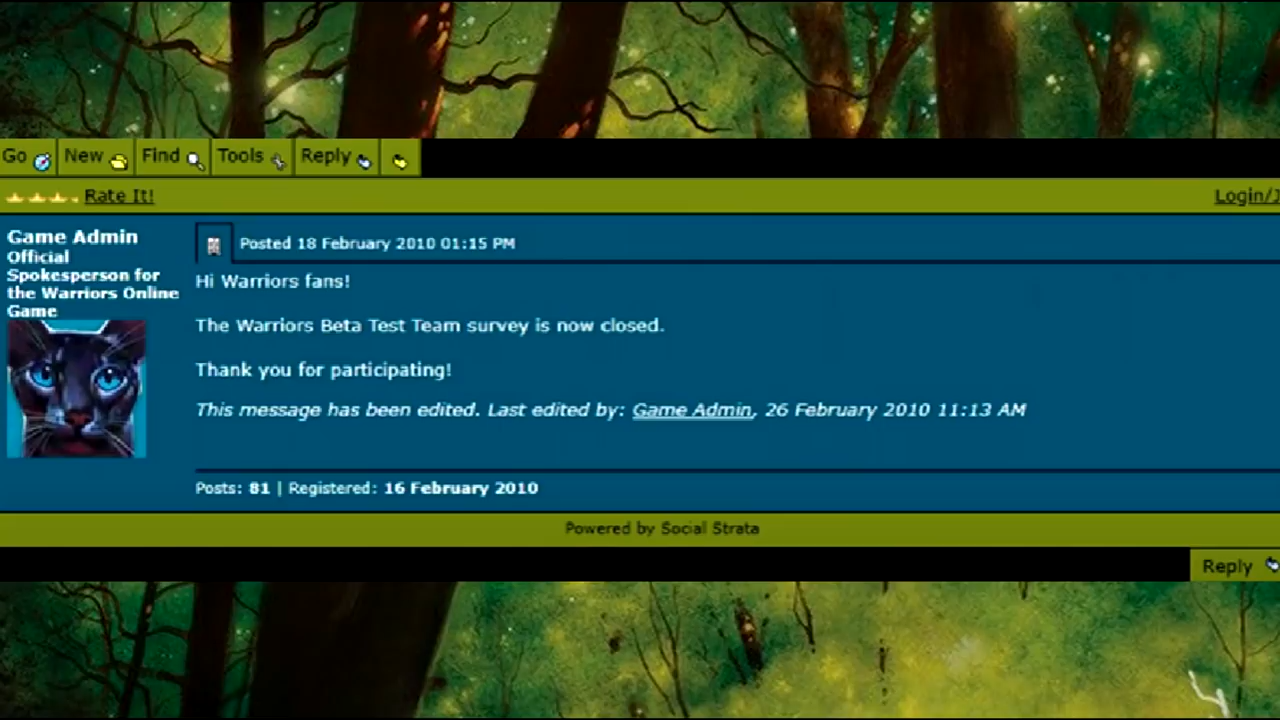 Go New Find Tools Reply
Rate It!
Login/J
Game Admin
Official
Spokesperson for
the Warriors Online
Game
Posted 18 February 2010 01:15 PM
Hi Warriors fans!
The Warriors Beta Test Team survey is now closed.
Thank you for participating!
This message has been edited. Last edited by: Game Admin, 26 February 2010 11:13 AM
Posts: 81 | Registered: 16 February 2010
Powered by Social Strata
Reply